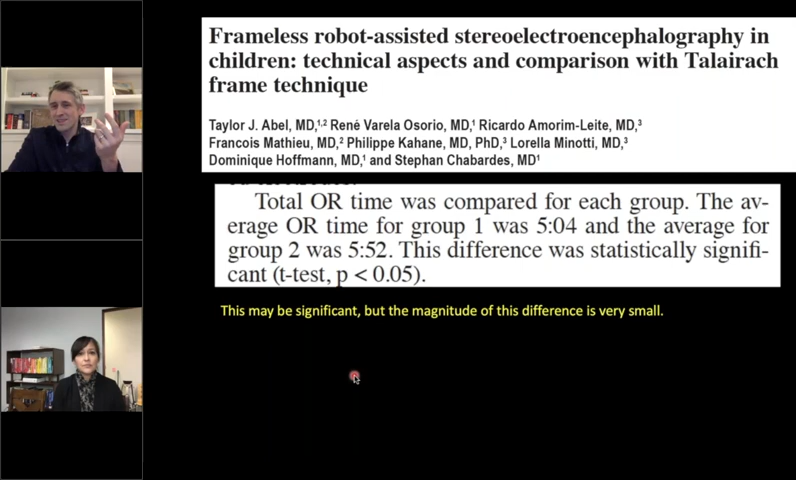 Frameless robot-assisted stereoelectroencephalography in
children: technical aspects and comparison with Talairach
frame technique
Taylor J. Abel, MD,¹,² René Varela Osorio, MD,¹ Ricardo Amorim-Leite, MD,³
Francois Mathieu, MD,² Philippe Kahane, MD, PhD,³ Lorella Minotti, MD,³
Dominique Hoffmann, MD,¹ and Stephan Chabardes, MD¹
Total OR time was compared for each group. The av-
erage OR time for group 1 was 5:04 and the average for
group 2 was 5:52. This difference was statistically signifi-
cant (t-test, p < 0.05).
This may be significant, but the magnitude of this difference is very small.